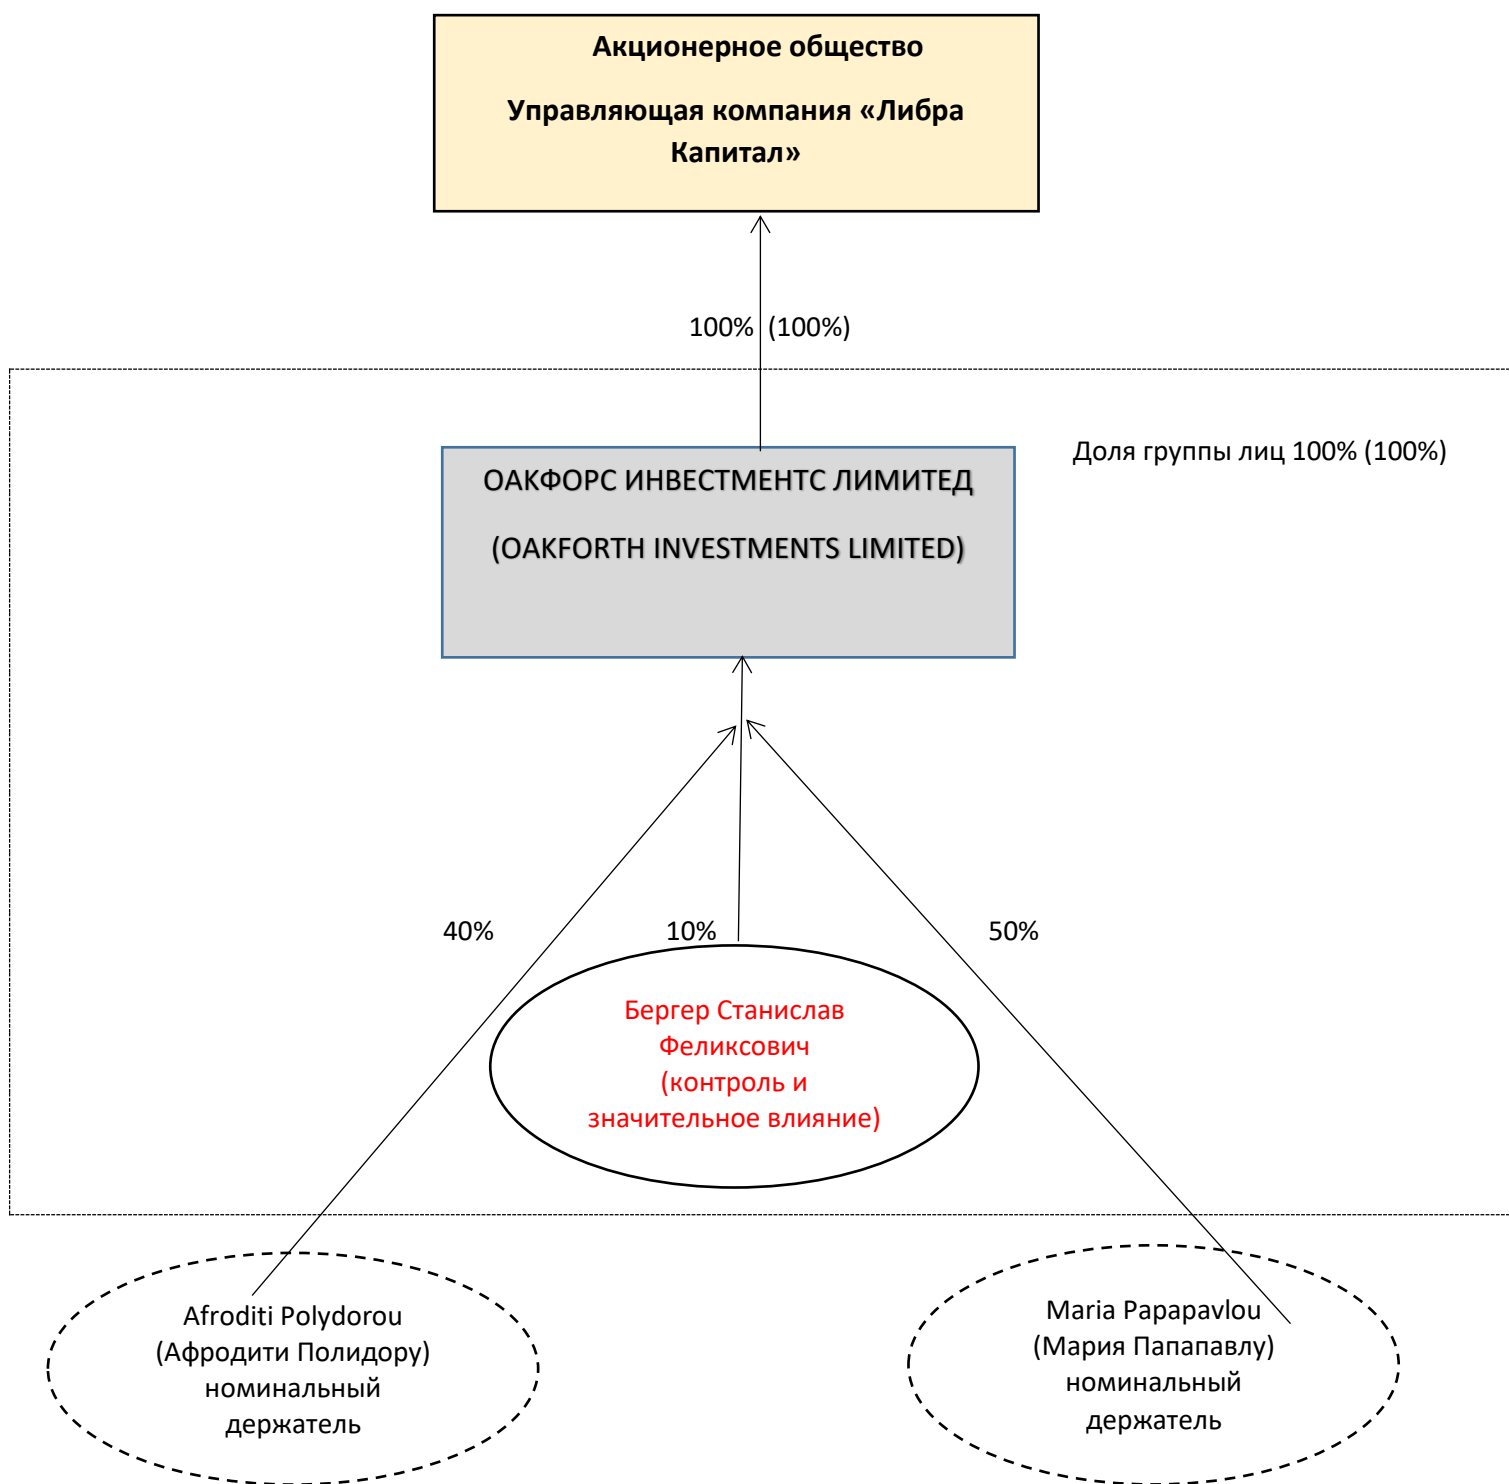 Акционерное общество
Управляющая компания «Либра
Капитал»
100% (100%)
Доля группы лиц 100% (100%)
ОАКФОРС ИНВЕСТМЕНТС ЛИМИТЕД
(OAKFORTH INVESTMENTS LIMITED)
40%
10%
50%
Бергер Станислав
Феликсович
(контроль и
значительное влияние)
Afroditi Polydorou
(Афродити Полидору)
номинальный
держатель
Maria Papapavlou
(Мария Папапавлу)
номинальный
держатель